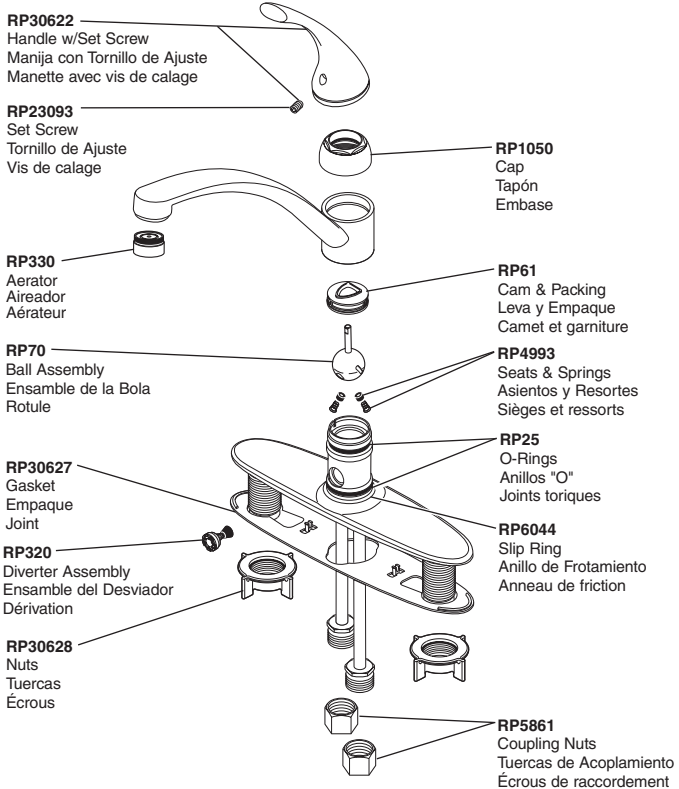 RP30622
Handle w/Set Screw
Manija con Tornillo de Ajuste
Manette avec vis de calage
RP23093
Set Screw
Tornillo de Ajuste
Vis de calage
RP1050
Cap
Tapón
Embase
RP330
Aerator
Aireador
Aérateur
RP61
Cam & Packing
Leva y Empaque
Camet et garniture
RP70
Ball Assembly
Ensamble de la Bola
Rotule
RP4993
Seats & Springs
Asientos y Resortes
Sièges et ressorts
RP25
O-Rings
Anillos "O"
Joints toriques
RP30627
Gasket
Empaque
Joint
RP6044
Slip Ring
Anillo de Frotamiento
Anneau de friction
RP320
Diverter Assembly
Ensamble del Desviador
Dérivation
RP30628
Nuts
Tuercas
Écrous
RP5861
Coupling Nuts
Tuercas de Acoplamiento
Écrous de raccordement